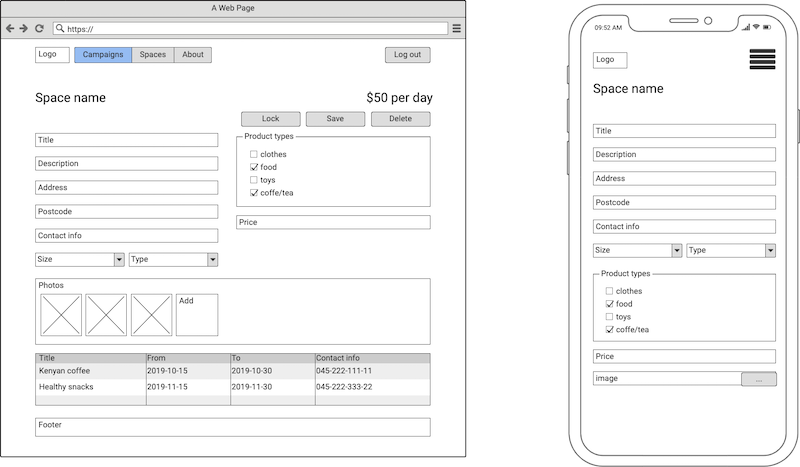 A Web Page
https://
Logo
Campaigns Spaces About
Log out
Space name
$50 per day
Lock Save Delete
Title
Description
Address
Postcode
Contact info
Size Type
Product types
clothes
food
toys
coffe/tea
Price
Photos
Add
Title From To Contact info
Kenyan coffee 2019-10-15 2019-10-30 045-222-111-11
Healthy snacks 2019-11-15 2019-11-30 045-222-333-22
Footer
09:52 AM
Logo
Space name
Title
Description
Address
Postcode
Contact info
Size Type
Product types
clothes
food
toys
coffe/tea
Price
image ...